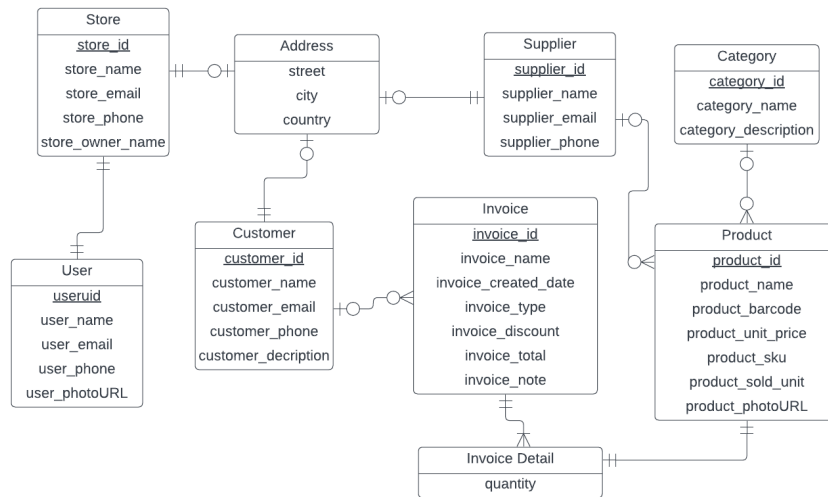 Store
store_id
store_name
store_email
store_phone
store_owner_name
Address
street
city
country
Supplier
supplier_id
supplier_name
supplier_email
supplier_phone
Category
category_id
category_name
category_description
User
useruid
user_name
user_email
user_phone
user_photoURL
Customer
customer_id
customer_name
customer_email
customer_phone
customer_decription
Invoice
invoice_id
invoice_name
invoice_created_date
invoice_type
invoice_discount
invoice_total
invoice_note
Product
product_id
product_name
product_barcode
product_unit_price
product_sku
product_sold_unit
product_photoURL
Invoice Detail
quantity